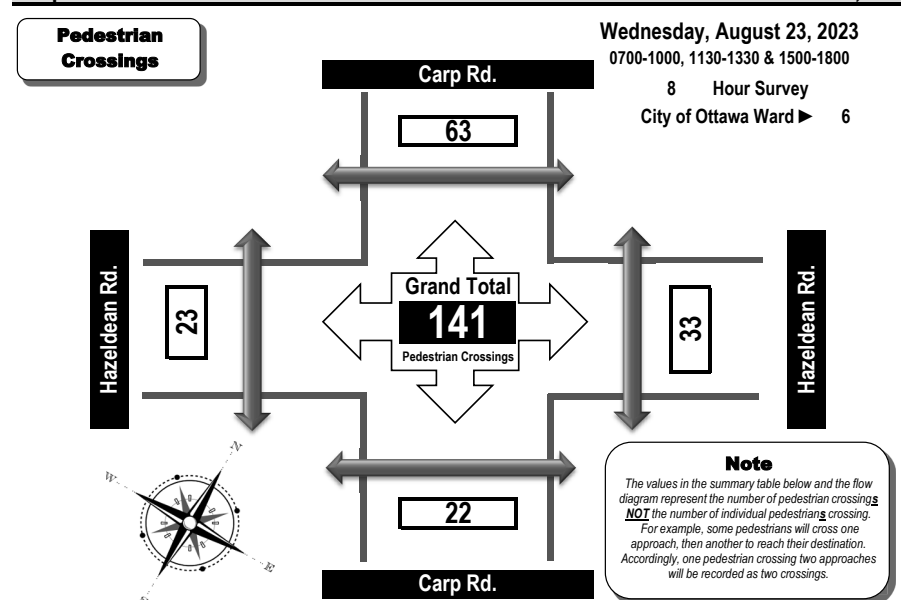 Pedestrian
Crossings
Wednesday, August 23, 2023
0700-1000, 1130-1330 & 1500-1800
8 Hour Survey
City of Ottawa Ward ► 6
Carp Rd.
63
Hazeldean Rd.
23
Grand Total
141
Pedestrian Crossings
33
Hazeldean Rd.
N
W
E
S
22
Carp Rd.
Note
The values in the summary table below and the flow
diagram represent the number of pedestrian crossings
NOT the number of individual pedestrians crossing.
For example, some pedestrians will cross one
approach, then another to reach their destination.
Accordingly, one pedestrian crossing two approaches
will be recorded as two crossings.